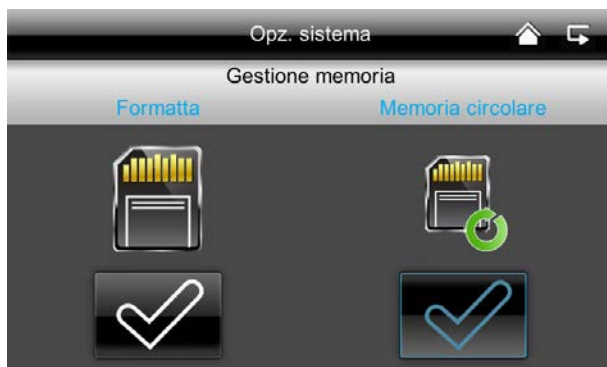 Opz. sistema
Gestione memoria
Formatta Memoria circolare